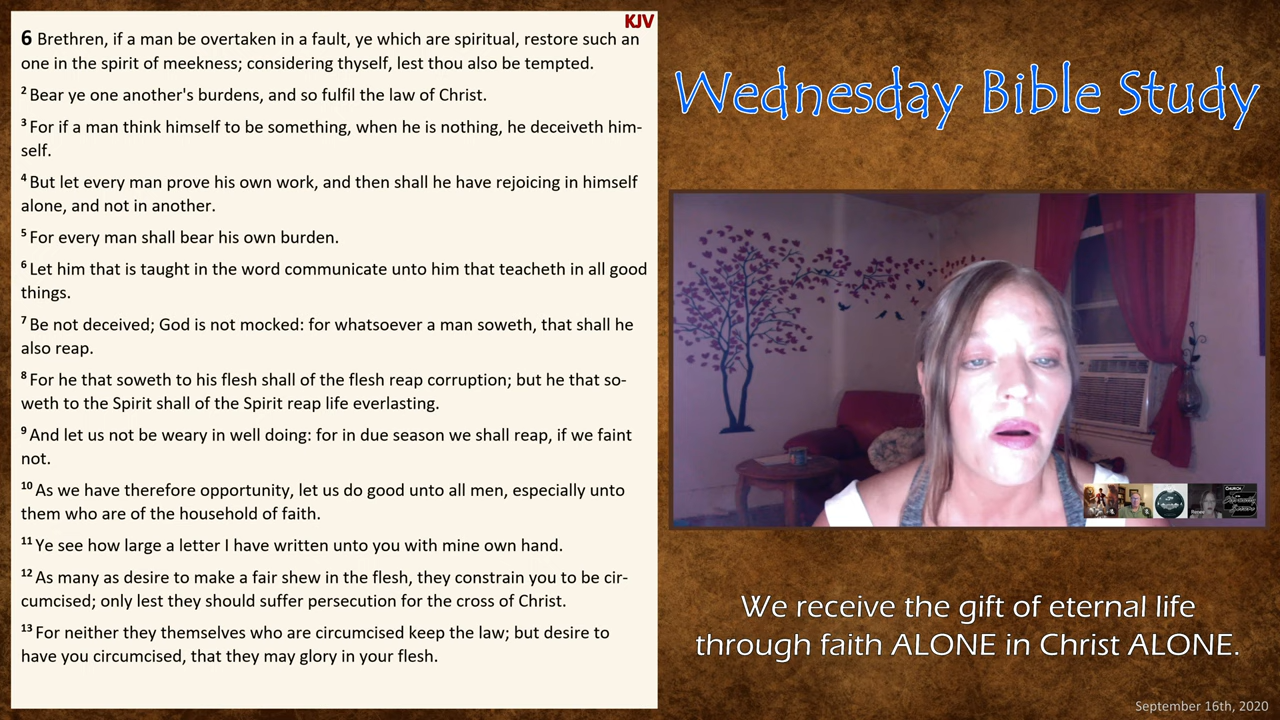 KJV
6 Brethren, if a man be overtaken in a fault, ye which are spiritual, restore such an
one in the spirit of meekness; considering thyself, lest thou also be tempted.
2 Bear ye one another's burdens, and so fulfil the law of Christ.
3 For if a man think himself to be something, when he is nothing, he deceiveth him-
self.
4 But let every man prove his own work, and then shall he have rejoicing in himself
alone, and not in another.
5 For every man shall bear his own burden.
6 Let him that is taught in the word communicate unto him that teacheth in all good
things.
7 Be not deceived; God is not mocked: for whatsoever a man soweth, that shall he
also reap.
8 For he that soweth to his flesh shall of the flesh reap corruption; but he that so-
weth to the Spirit shall of the Spirit reap life everlasting.
9 And let us not be weary in well doing: for in due season we shall reap, if we faint
not.
10 As we have therefore opportunity, let us do good unto all men, especially unto
them who are of the household of faith.
11 Ye see how large a letter I have written unto you with mine own hand.
12 As many as desire to make a fair shew in the flesh, they constrain you to be cir-
cumcised; only lest they should suffer persecution for the cross of Christ.
13 For neither they themselves who are circumcised keep the law; but desire to
have you circumcised, that they may glory in your flesh.
Wednesday Bible Study
Renee
CHURCH
We receive the gift of eternal life
through faith ALONE in Christ ALONE.
September 16th, 2020